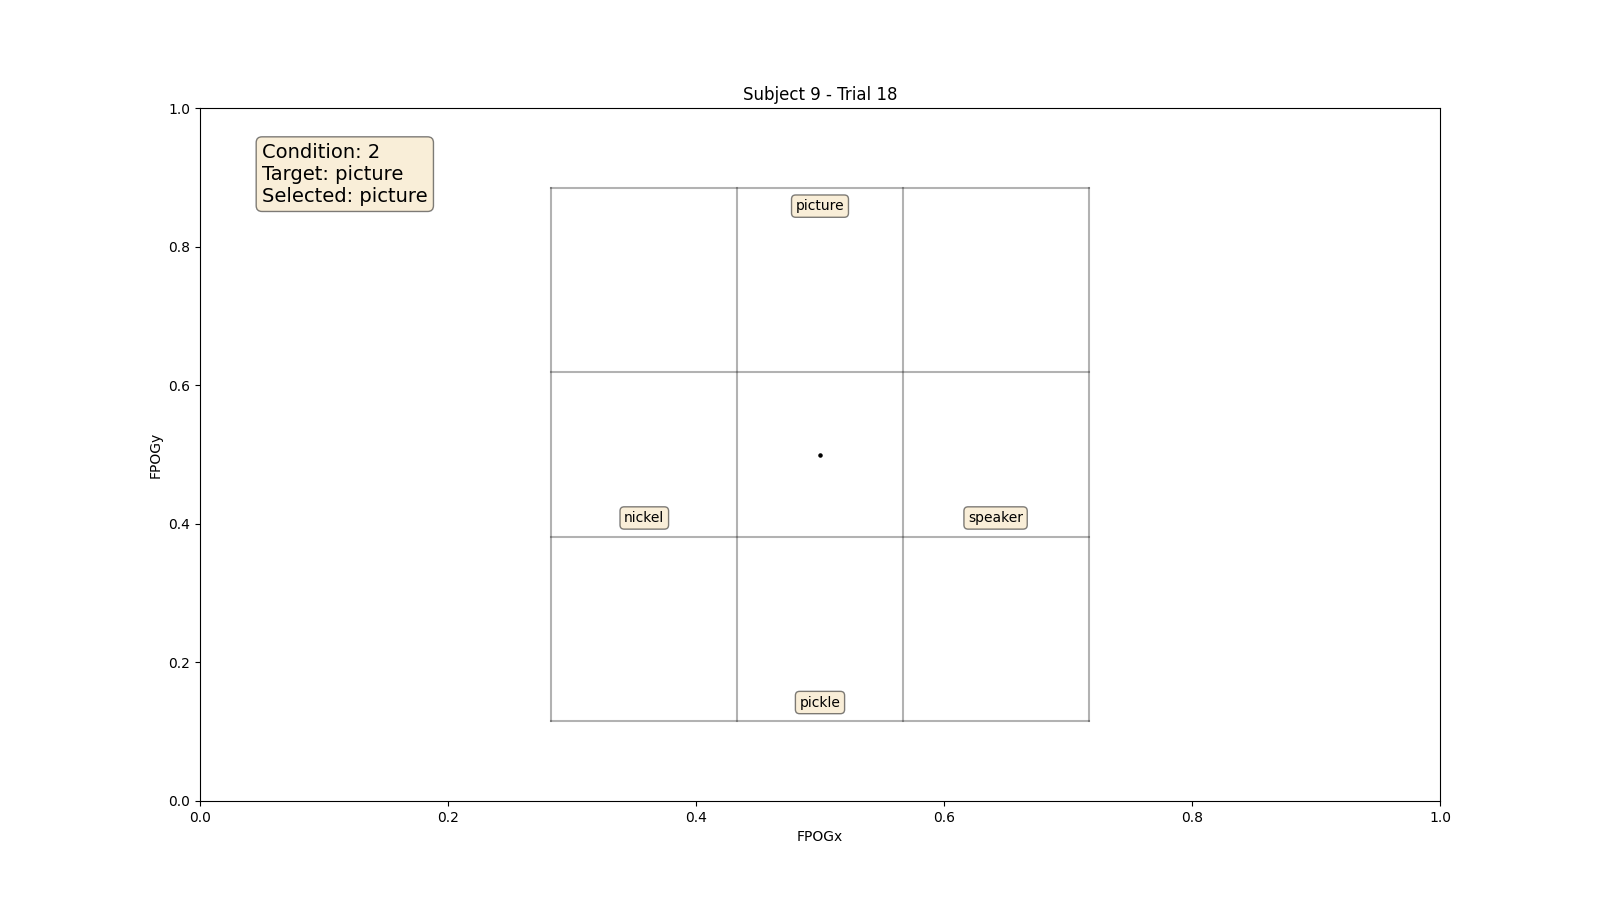 Subject 9 - Trial 18
Condition: 2
Target: picture
Selected: picture
picture
nickel
speaker
pickle
1.0
0.8
0.6
0.4
0.2
0.0
FPOGy
0.0 0.2 0.4 0.6 0.8 1.0
FPOGx